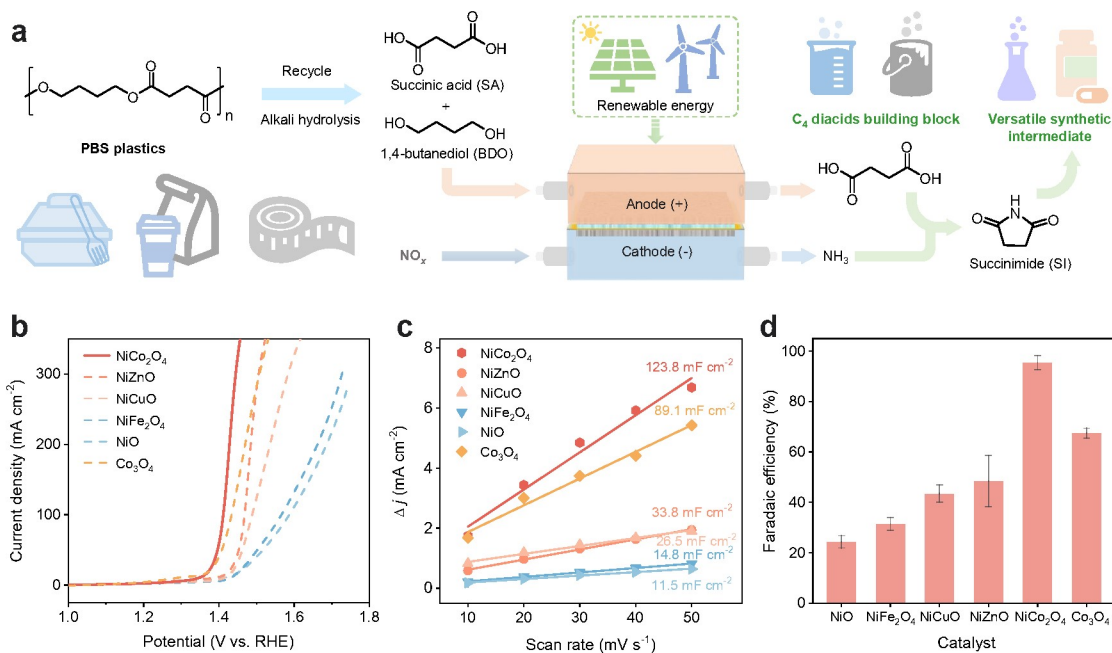 a
O
O
O
O
n
PBS plastics
Recycle
Alkali hydrolysis
O
OH
HO
O
Succinic acid (SA)
+
HO
OH
1,4-butanediol (BDO)
NOₓ
Renewable energy
Anode (+)
Cathode (-)
C₄ diacids building block
O
HO
OH
O
NH₃
Versatile synthetic
intermediate
H
N
O
O
Succinimide (SI)
b
NiCo₂O₄
NiZnO
NiCuO
NiFe₂O₄
NiO
Co₃O₄
Current density (mA cm⁻²)
300
200
100
0
1.0
1.2
1.4
1.6
1.8
Potential (V vs. RHE)
c
NiCo₂O₄
NiZnO
NiCuO
NiFe₂O₄
NiO
Co₃O₄
123.8 mF cm⁻²
89.1 mF cm⁻²
33.8 mF cm⁻²
26.5 mF cm⁻²
14.8 mF cm⁻²
11.5 mF cm⁻²
Δ j (mA cm⁻²)
8
6
4
2
0
10
20
30
40
50
Scan rate (mV s⁻¹)
d
Faradaic efficiency (%)
100
80
60
40
20
0
NiO
NiFe₂O₄
NiCuO
NiZnO
NiCo₂O₄
Co₃O₄
Catalyst